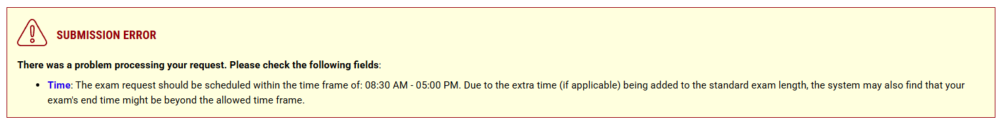 SUBMISSION ERROR
There was a problem processing your request. Please check the following fields:
• Time: The exam request should be scheduled within the time frame of: 08:30 AM - 05:00 PM. Due to the extra time (if applicable) being added to the standard exam length, the system may also find that your
exam's end time might be beyond the allowed time frame.